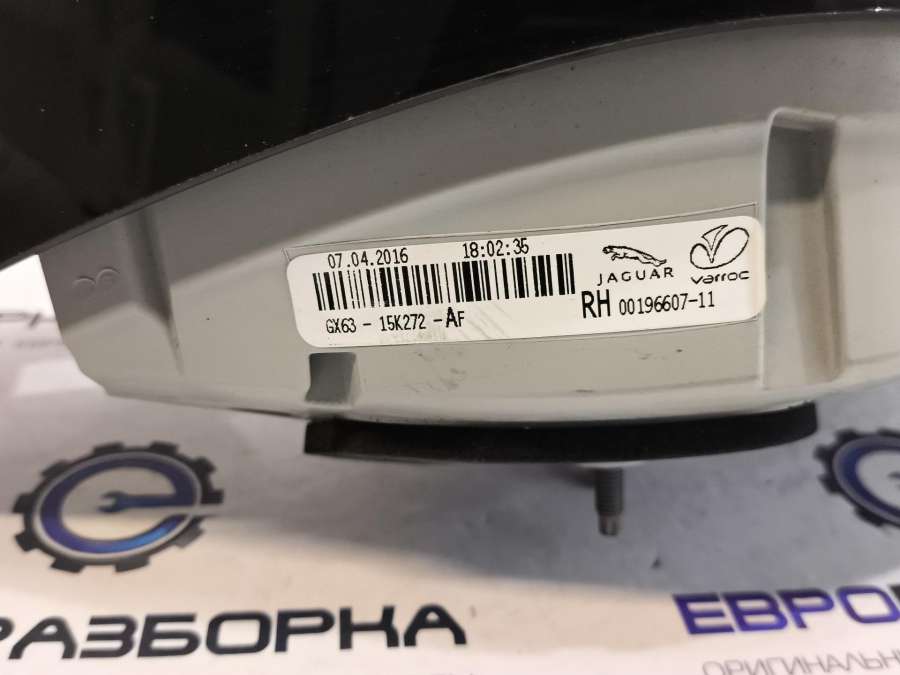 07.04.2016 18:02:35
JAGUAR varroc
GX63 - 15K272 -AF
RH 00196607-11
РАЗБОРКА
ЕВРО